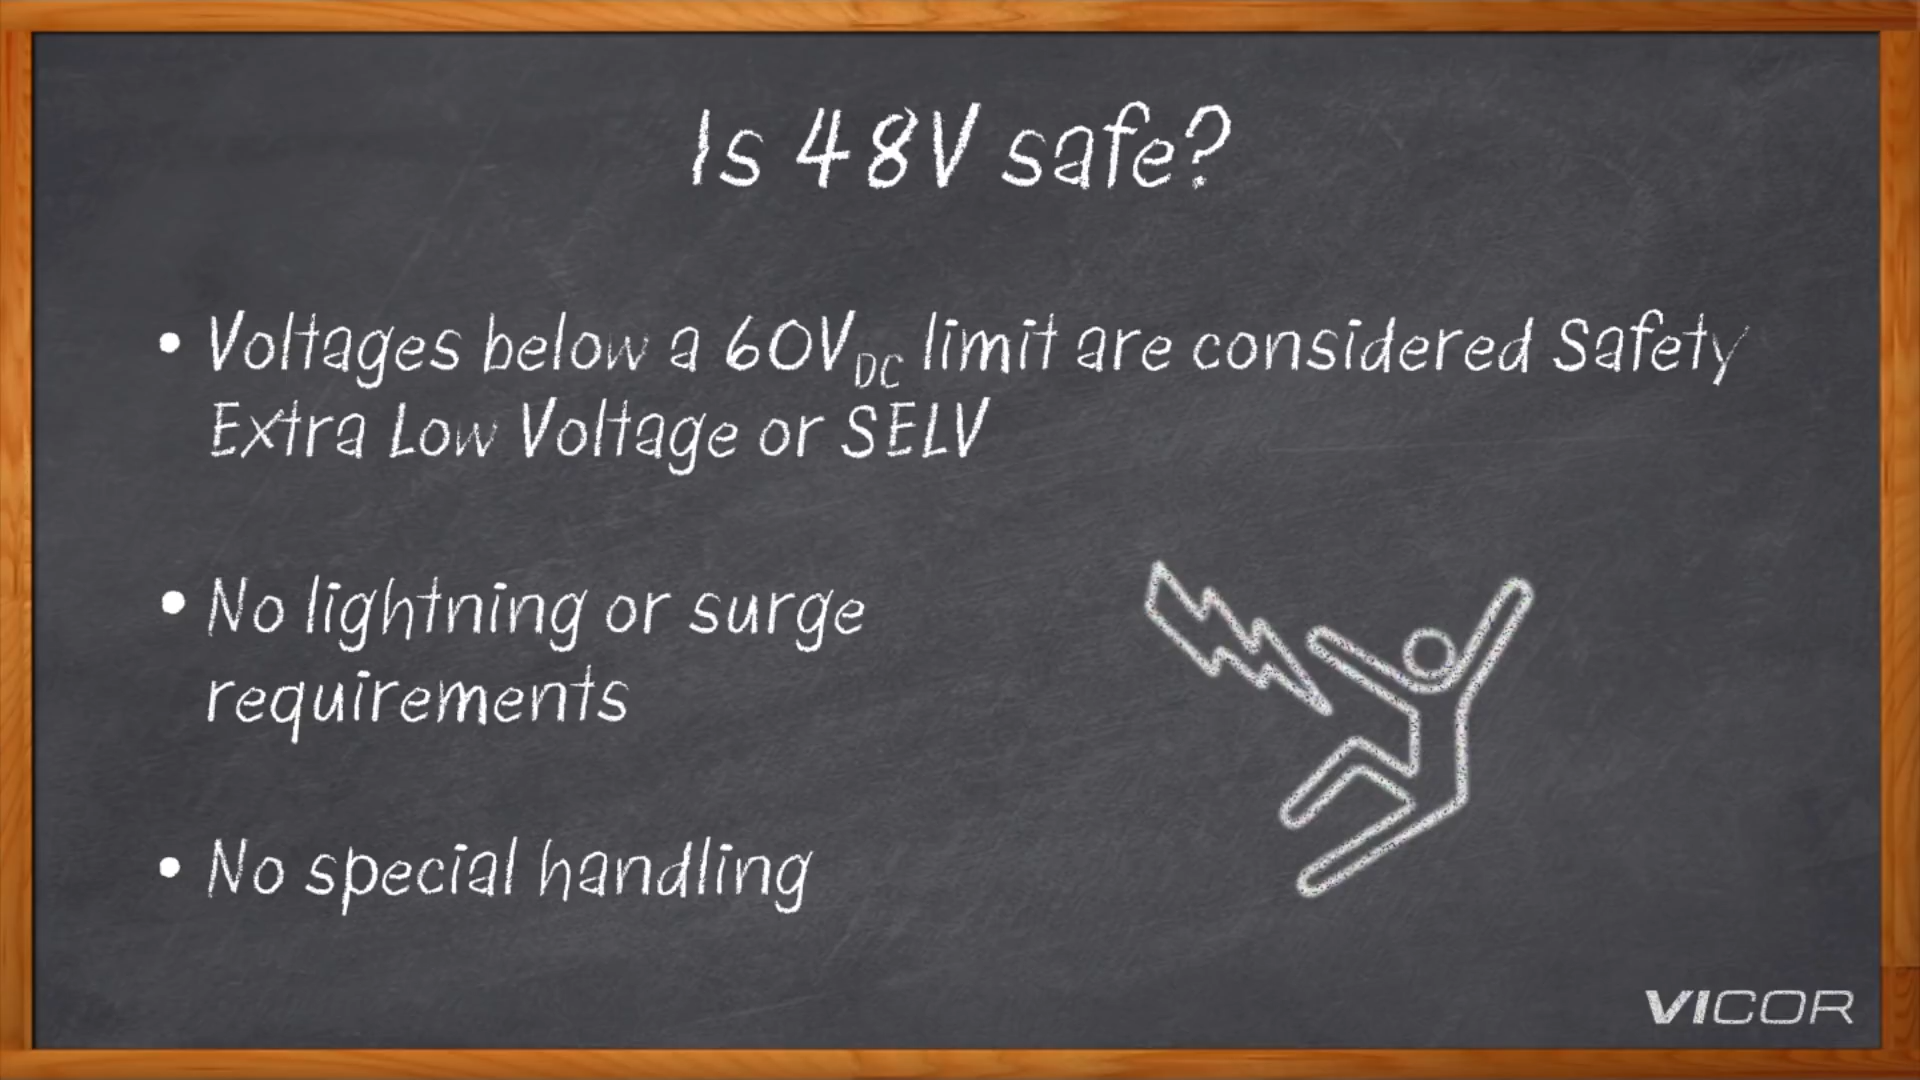 Is 48V safe?
• Voltages below a 60VDC limit are considered Safety
Extra Low Voltage or SELV
• No lightning or surge
requirements
• No special handling
VICOR